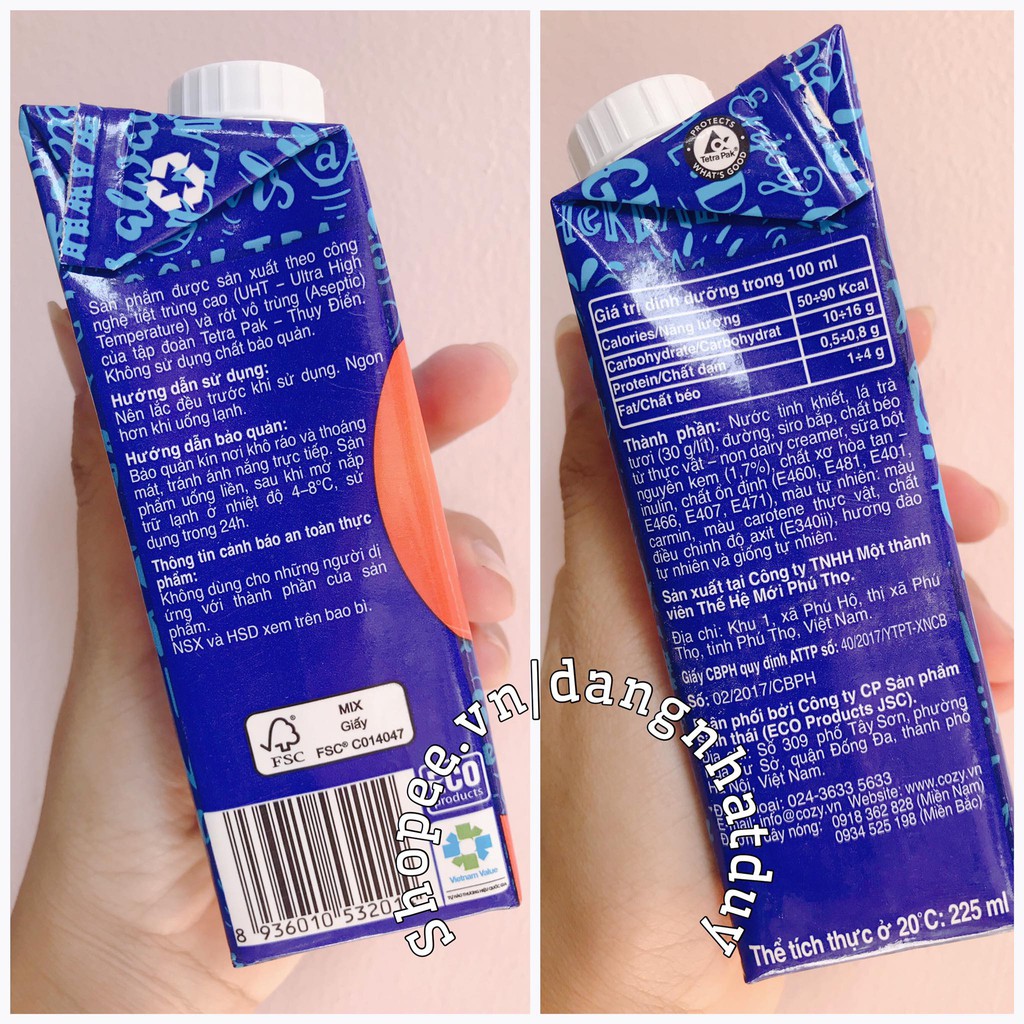 Sản phẩm được sản xuất theo công
nghệ tiết trùng cao (UHT – Ultra High
Temperature) và rót vô trùng (Aseptic)
của tập đoàn Tetra Pak – Thụy Điển.
Không sử dụng chất bảo quản.
Hướng dẫn sử dụng:
Nên lắc đều trước khi sử dụng. Ngon
hơn khi uống lạnh.
Hướng dẫn bảo quản:
Bảo quản kín nơi khô ráo và thoáng
mát, tránh ánh nắng trực tiếp. Sản
phẩm uống liền, sau khi mở nắp
trữ lạnh ở nhiệt độ 4–8°C, sử
dụng trong 24h.
Thông tin cảnh báo an toàn thực
phẩm:
Không dùng cho những người dị
ứng với thành phần của sản
phẩm.
NSX và HSD xem trên bao bì.
FSC
MIX
Giấy
FSC® C014047
products
Vietnam Value
8 936010 5320
PROTECTS
Tetra Pak®
WHAT'S GOOD
Giá trị dinh dưỡng trong 100 ml
Calories/Năng lượng 50÷90 Kcal
Carbohydrate/Carbohydrat 10÷16 g
Protein/Chất đạm 0,5÷0,8 g
Fat/Chất béo 1÷4 g
Thành phần: Nước tinh khiết, lá trà
tươi (30 g/lít), đường, siro bắp, chất béo
từ thực vật – non dairy creamer, sữa bột
nguyên kem (1.7%), chất xơ hòa tan –
inulin, chất ổn định (E460i, E481, E401,
E466, E407, E471), màu tự nhiên – màu
carmin, màu carotene thực vật, chất
điều chỉnh độ axit (E340ii), hương đào
tự nhiên và giống tự nhiên.
Sản xuất tại Công ty TNHH Một thành
viên Thế Hệ Mới Phú Thọ.
Địa chỉ: Khu 1, xã Phú Hộ, thị xã Phú
Thọ, tỉnh Phú Thọ, Việt Nam.
Giấy CBPH quy định ATTP số: 40/2017/YTPT-XNCB
Số: 02/2017/CBPH
phối bởi Công ty CP Sản phẩm
thái (ECO Products JSC).
Số 309 phố Tây Sơn, phường
Sở, quận Đống Đa, thành phố
Nội, Việt Nam.
024-3633 5633
info@cozy.vn Website: www.cozy.vn
nóng: 0918 362 828 (Miền Nam)
0934 525 198 (Miền Bắc)
Thể tích thực ở 20°C: 225 ml
shopee.vn/dangnhatduy